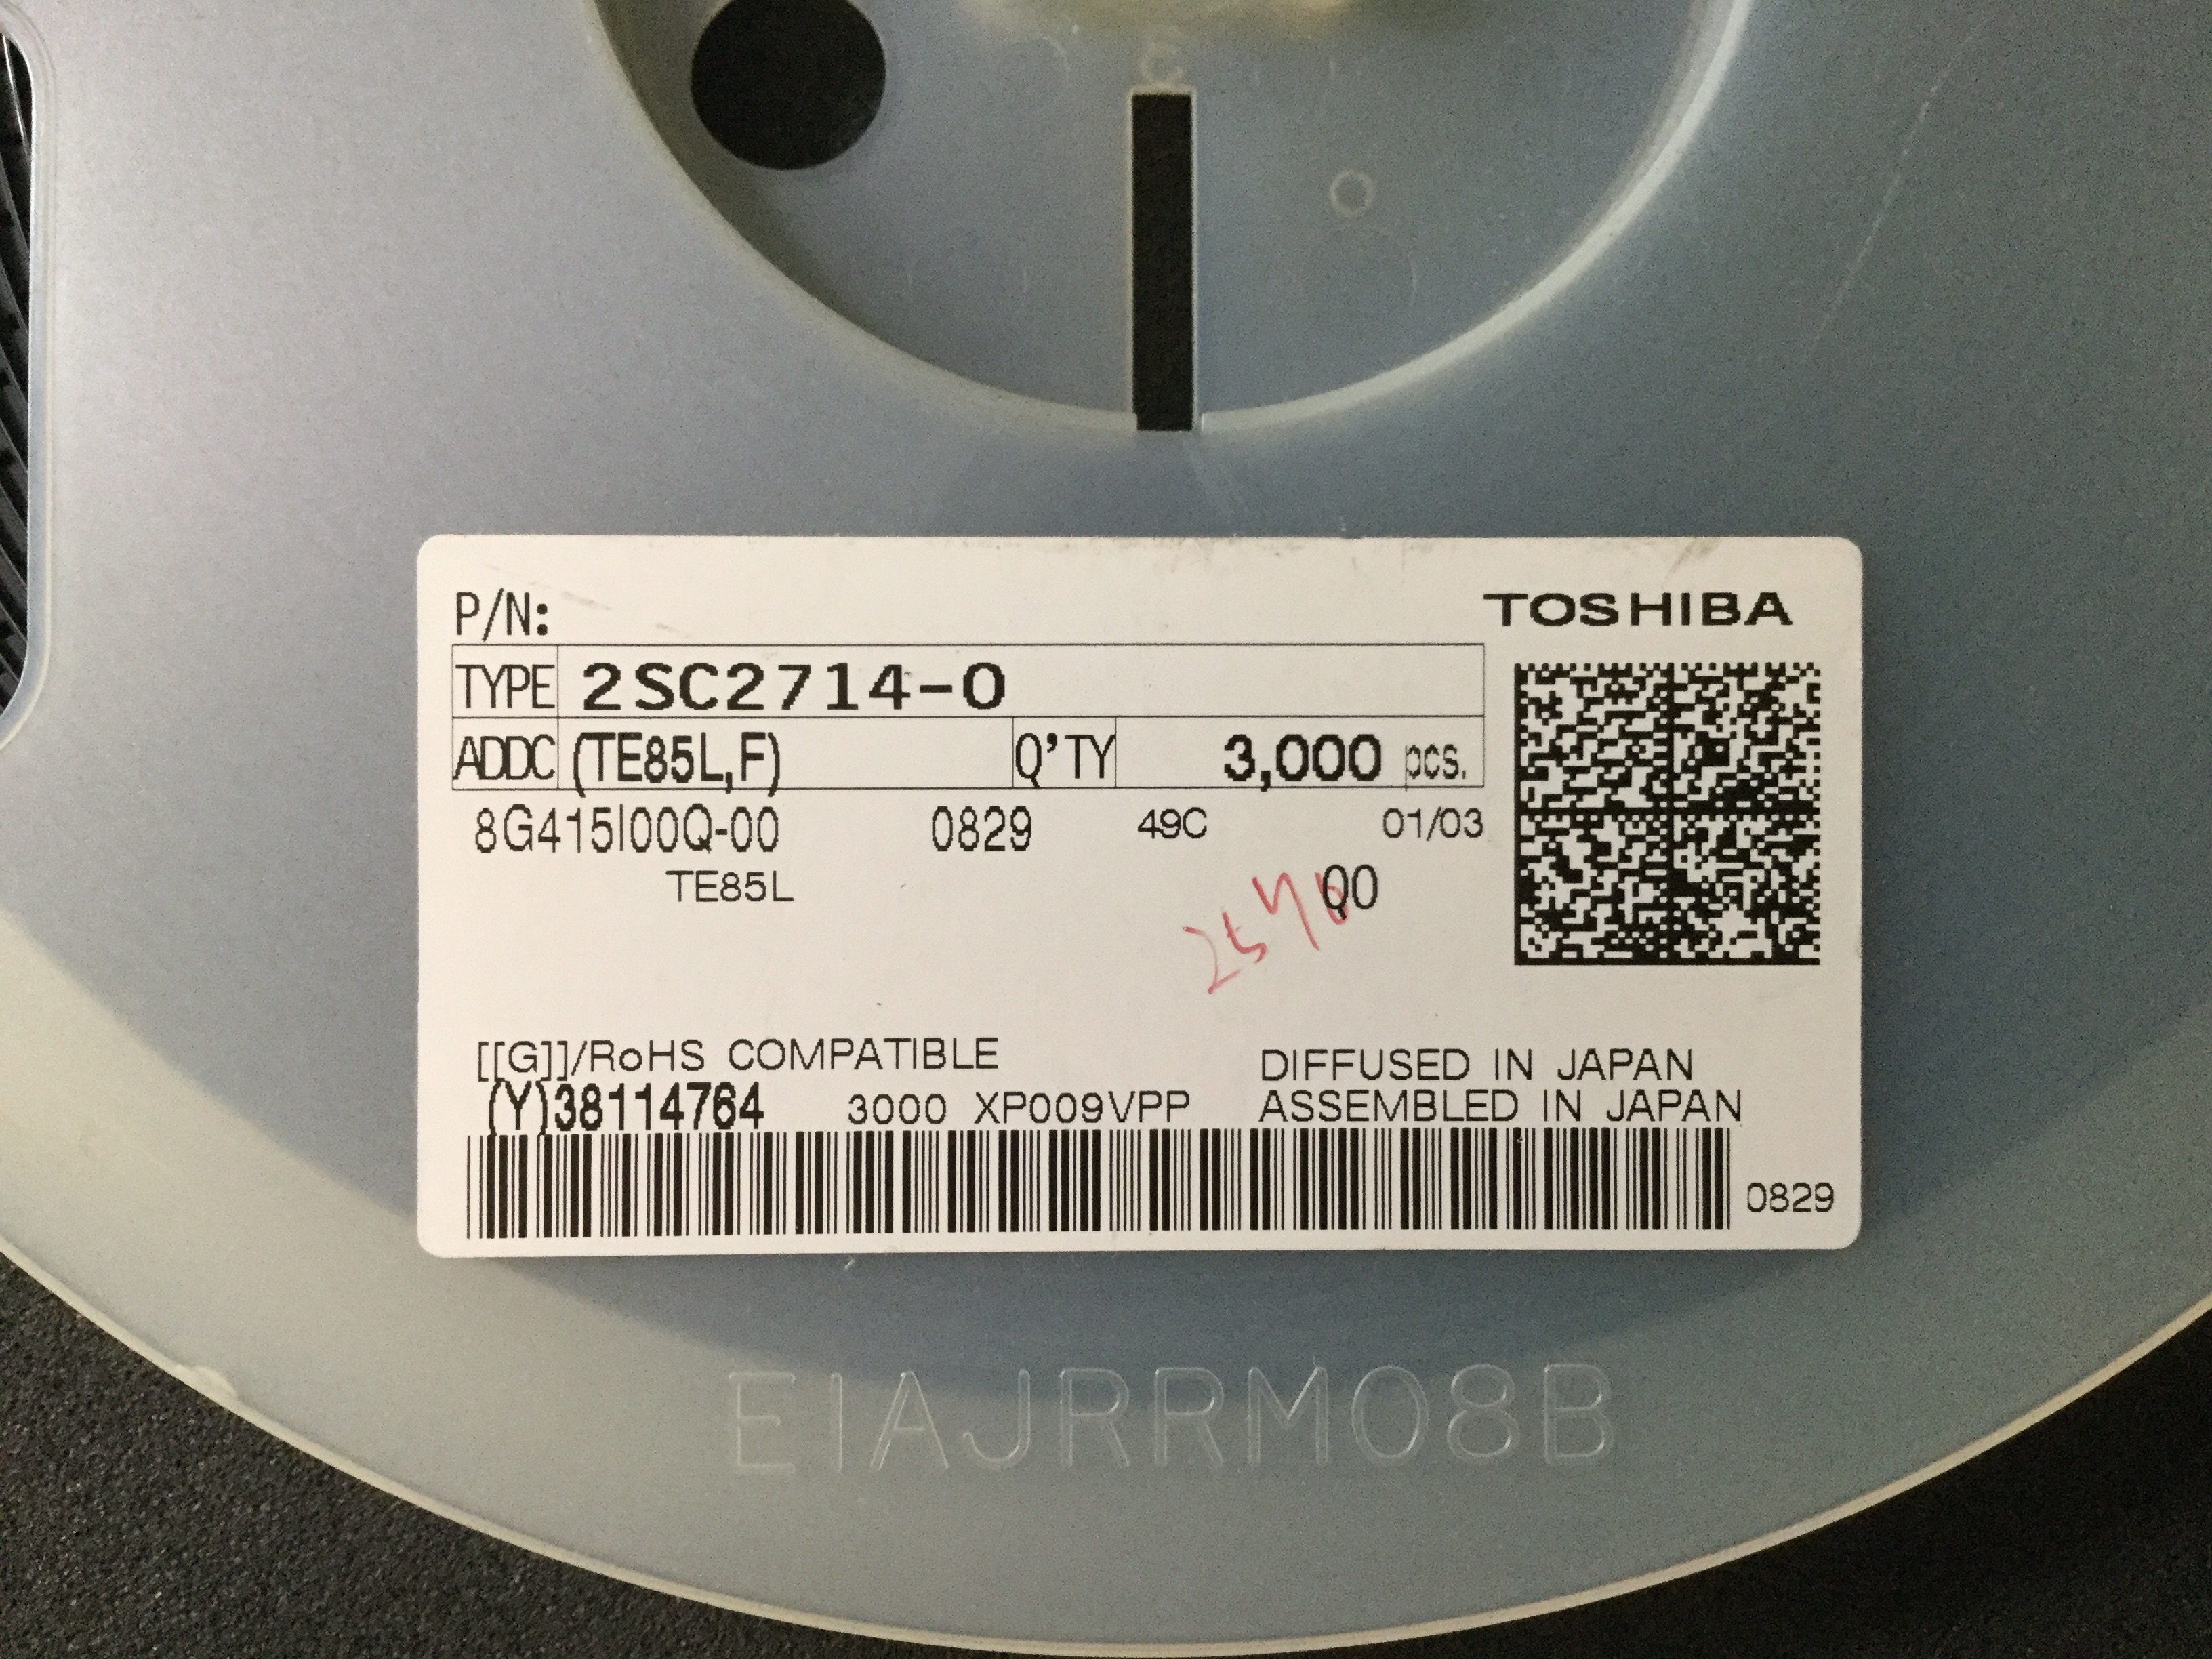 P/N:
TOSHIBA
TYPE 2SC2714-O
ADDC (TE85L,F) Q'TY 3,000 pcs.
8G415I00Q-00 0829 49C 01/03
TE85L
00
[[G]]/RoHS COMPATIBLE
DIFFUSED IN JAPAN
(Y)38114764 3000 XP009VPP
ASSEMBLED IN JAPAN
0829
EIAJRRM08B